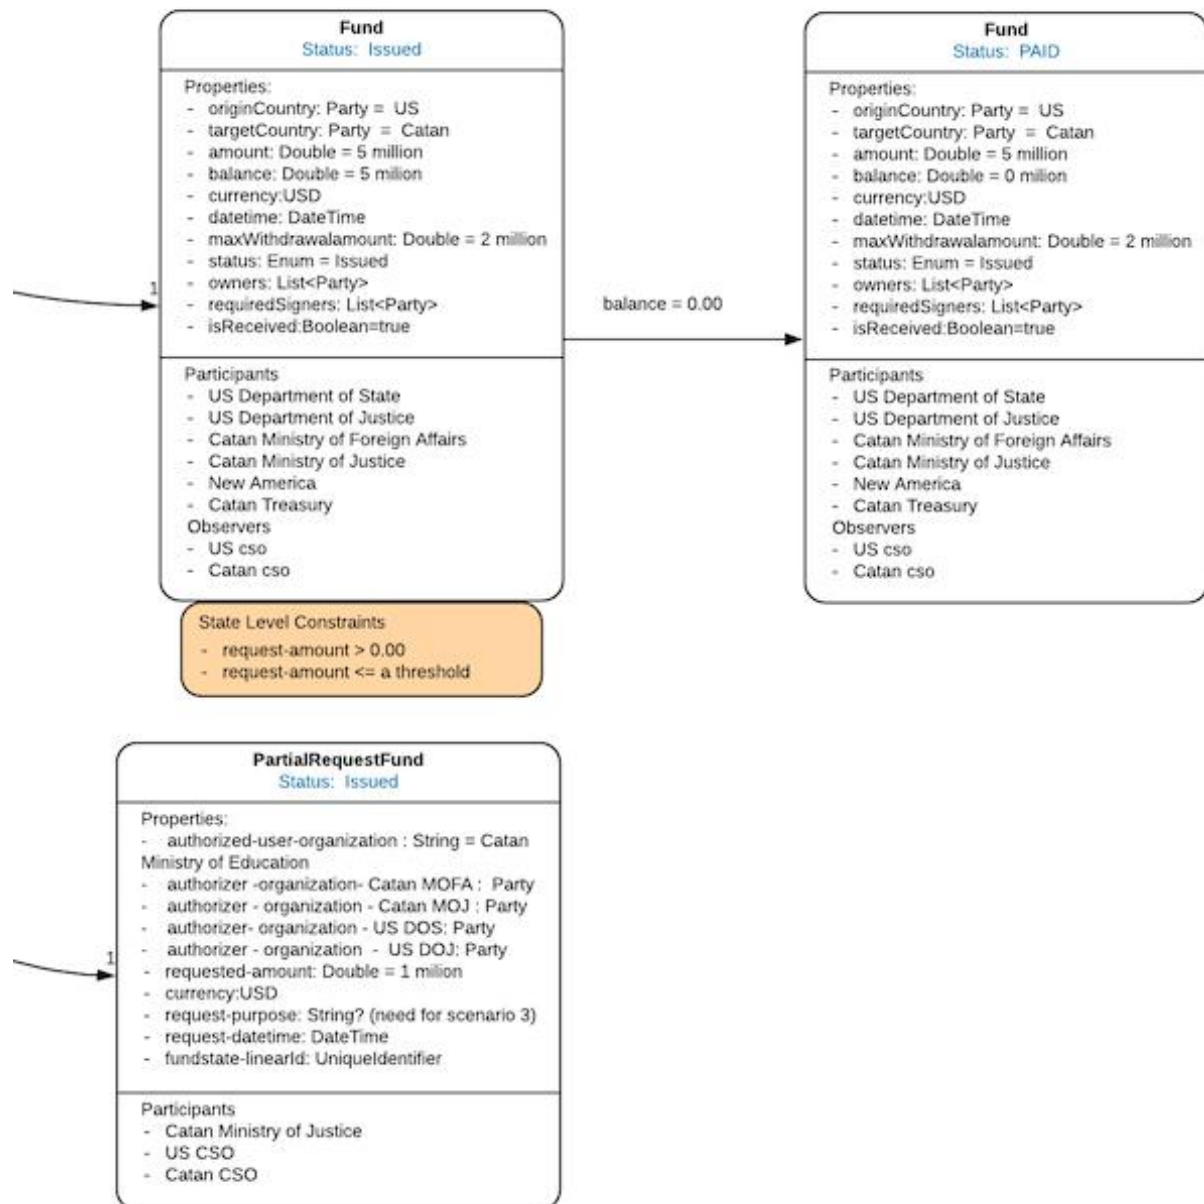 Fund
Status: Issued
Properties:
- originCountry: Party = US
- targetCountry: Party = Catan
- amount: Double = 5 million
- balance: Double = 5 milion
- currency:USD
- datetime: DateTime
- maxWithdrawalamount: Double = 2 million
- status: Enum = Issued
- owners: List<Party>
- requiredSigners: List<Party>
- isReceived:Boolean=true
Participants
- US Department of State
- US Department of Justice
- Catan Ministry of Foreign Affairs
- Catan Ministry of Justice
- New America
- Catan Treasury
Observers
- US cso
- Catan cso
1
balance = 0.00
Fund
Status: PAID
Properties:
- originCountry: Party = US
- targetCountry: Party = Catan
- amount: Double = 5 million
- balance: Double = 0 milion
- currency:USD
- datetime: DateTime
- maxWithdrawalamount: Double = 2 million
- status: Enum = Issued
- owners: List<Party>
- requiredSigners: List<Party>
- isReceived:Boolean=true
Participants
- US Department of State
- US Department of Justice
- Catan Ministry of Foreign Affairs
- Catan Ministry of Justice
- New America
- Catan Treasury
Observers
- US cso
- Catan cso
State Level Constraints
- request-amount > 0.00
- request-amount <= a threshold
PartialRequestFund
Status: Issued
Properties:
- authorized-user-organization : String = Catan
Ministry of Education
- authorizer -organization- Catan MOFA : Party
- authorizer - organization - Catan MOJ : Party
- authorizer- organization - US DOS: Party
- authorizer - organization - US DOJ: Party
- requested-amount: Double = 1 milion
- currency:USD
- request-purpose: String? (need for scenario 3)
- request-datetime: DateTime
- fundstate-linearId: UniqueIdentifier
1
Participants
- Catan Ministry of Justice
- US CSO
- Catan CSO